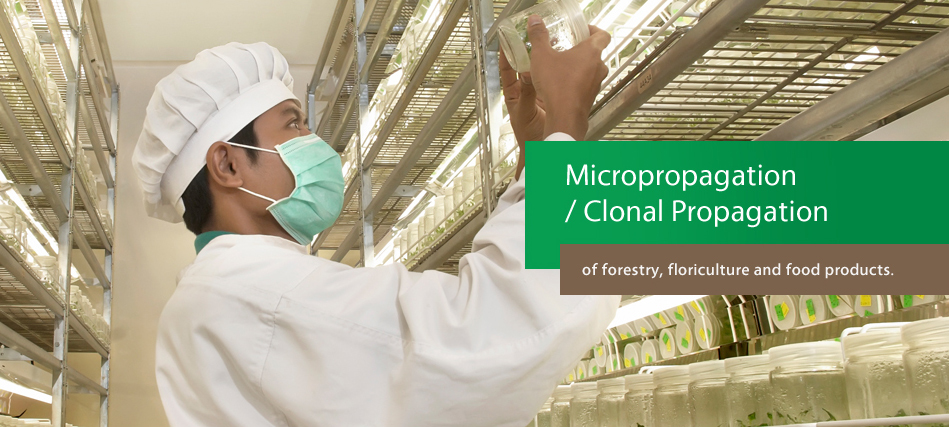 Micropropagation
/ Clonal Propagation
of forestry, floriculture and food products.